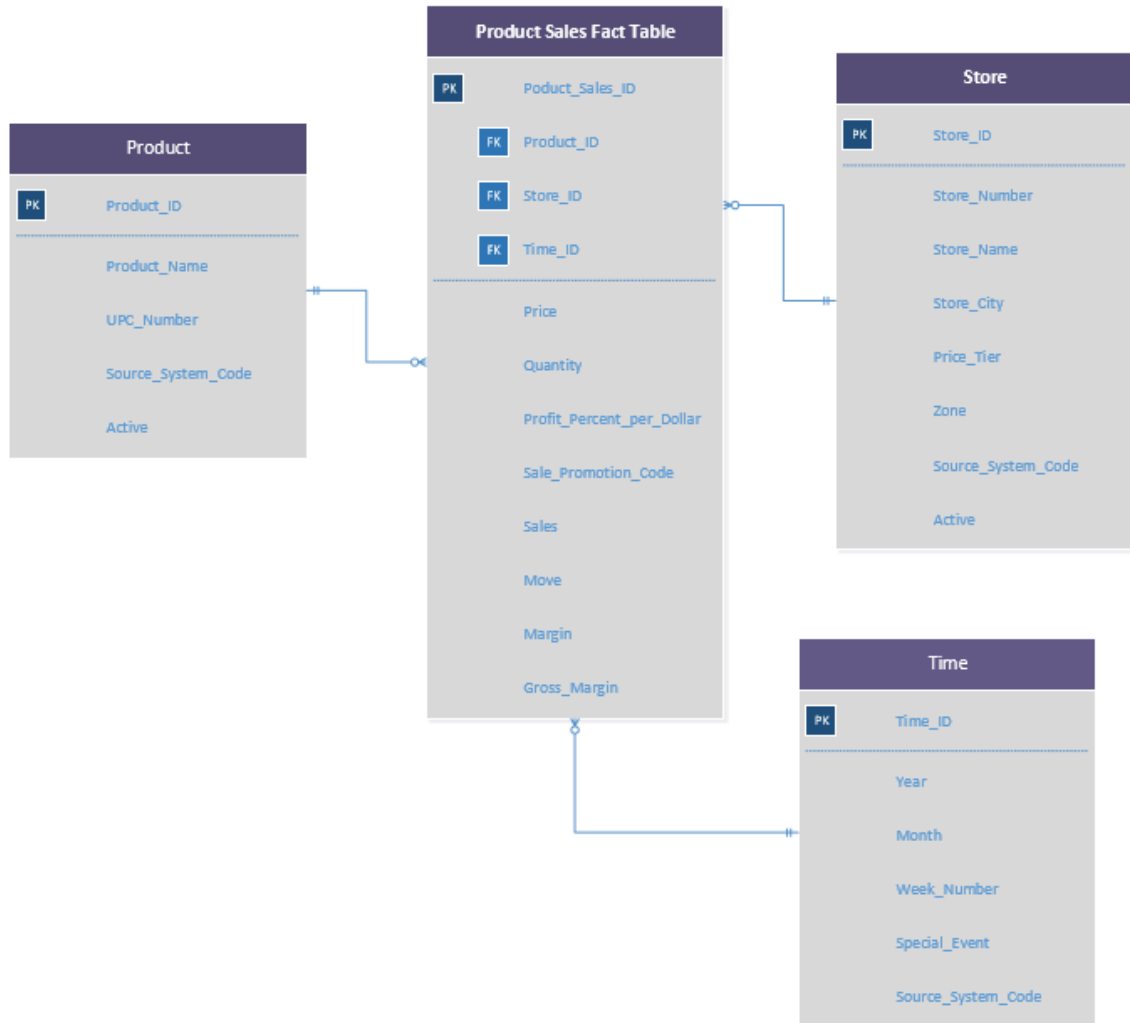 Product
PK Product_ID
Product_Name
UPC_Number
Source_System_Code
Active
Product Sales Fact Table
PK Poduct_Sales_ID
FK Product_ID
FK Store_ID
FK Time_ID
Price
Quantity
Profit_Percent_per_Dollar
Sale_Promotion_Code
Sales
Move
Margin
Gross_Margin
Store
PK Store_ID
Store_Number
Store_Name
Store_City
Price_Tier
Zone
Source_System_Code
Active
Time
PK Time_ID
Year
Month
Week_Number
Special_Event
Source_System_Code